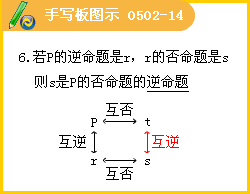 手写板图示 0502-14
6.若P的逆命题是r，r的否命题是s
则s是P的否命题的逆命题
互否
P t
互逆 互逆
r s
互否